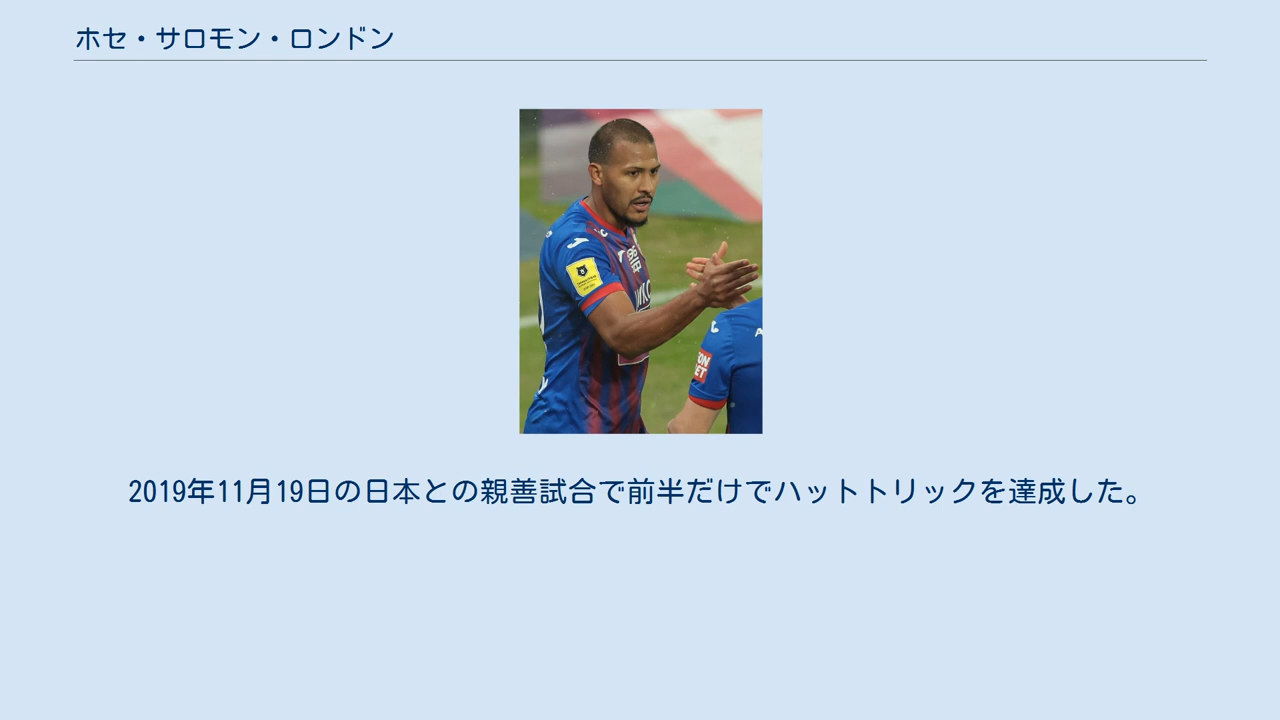 ホセ・サロモン・ロンドン
2019年11月19日の日本との親善試合で前半だけでハットトリックを達成した。